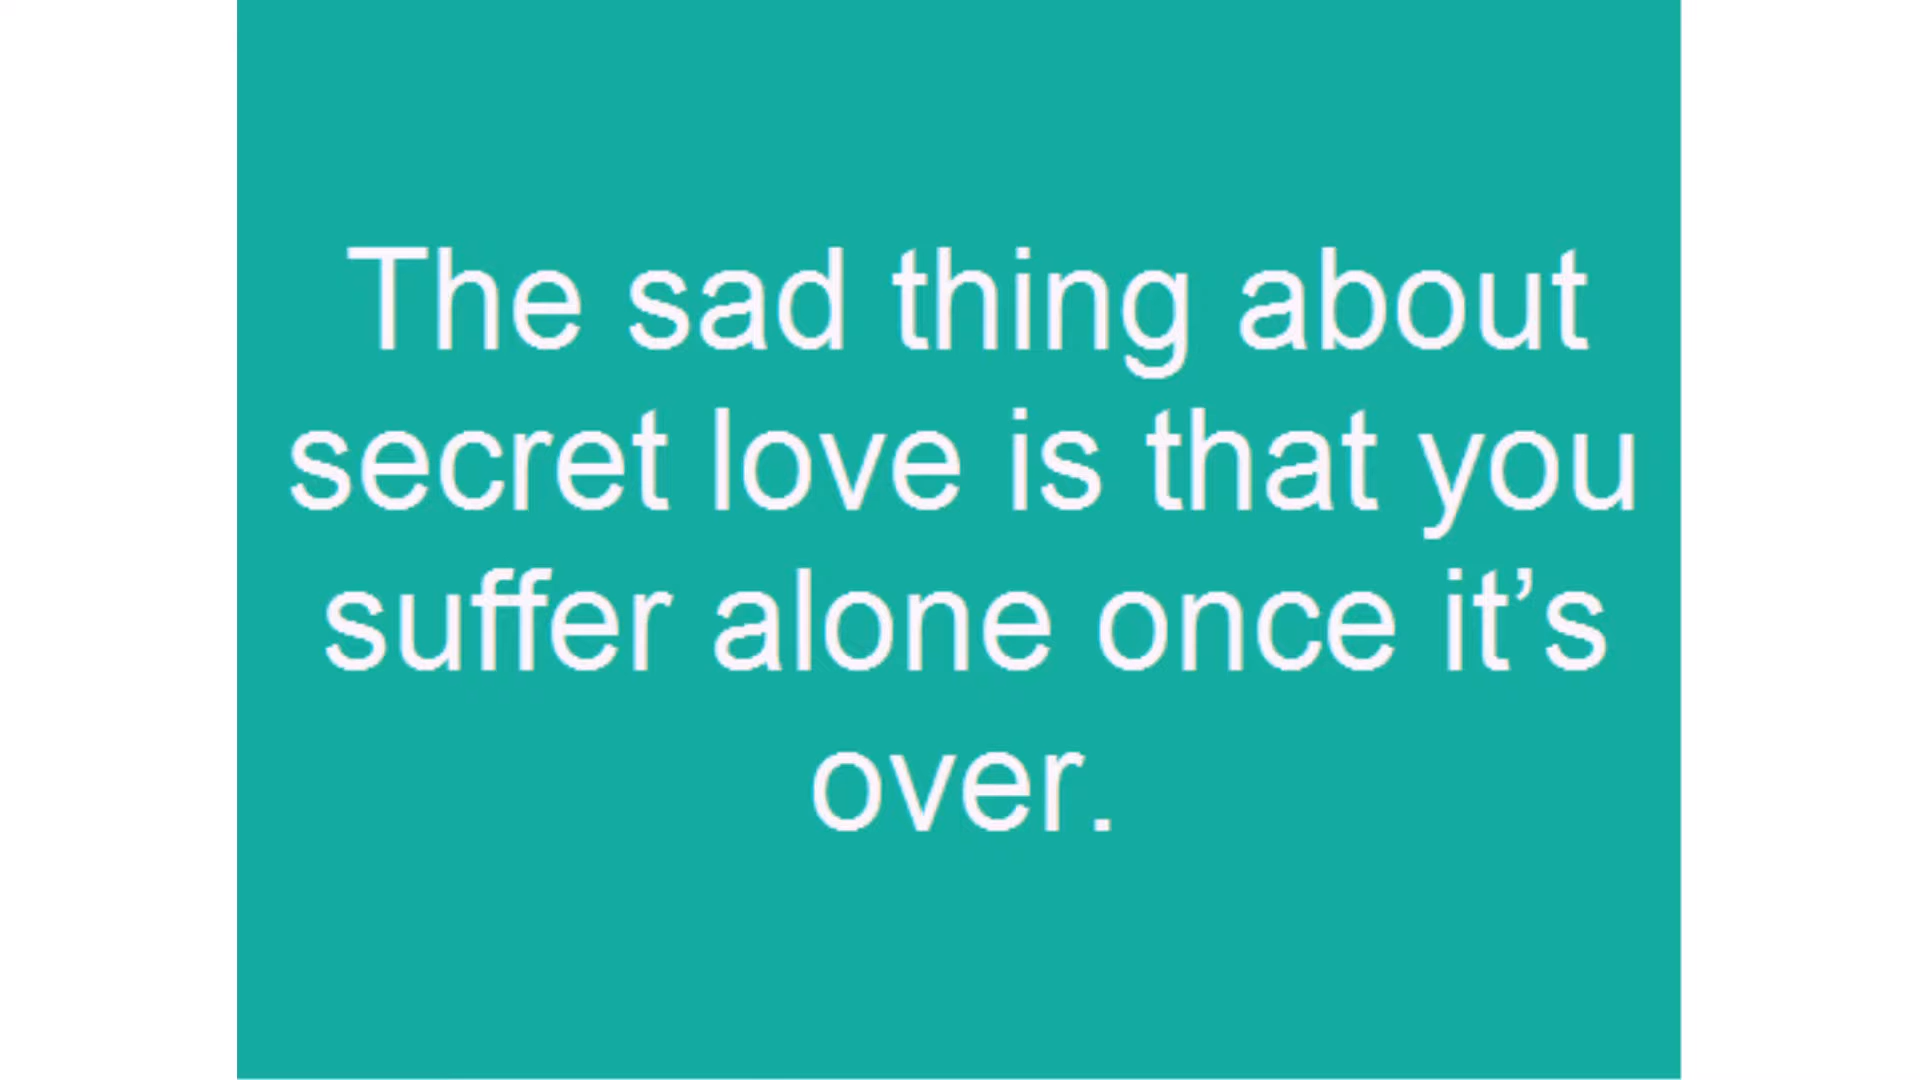 The sad thing about
secret love is that you
suffer alone once it’s
over.